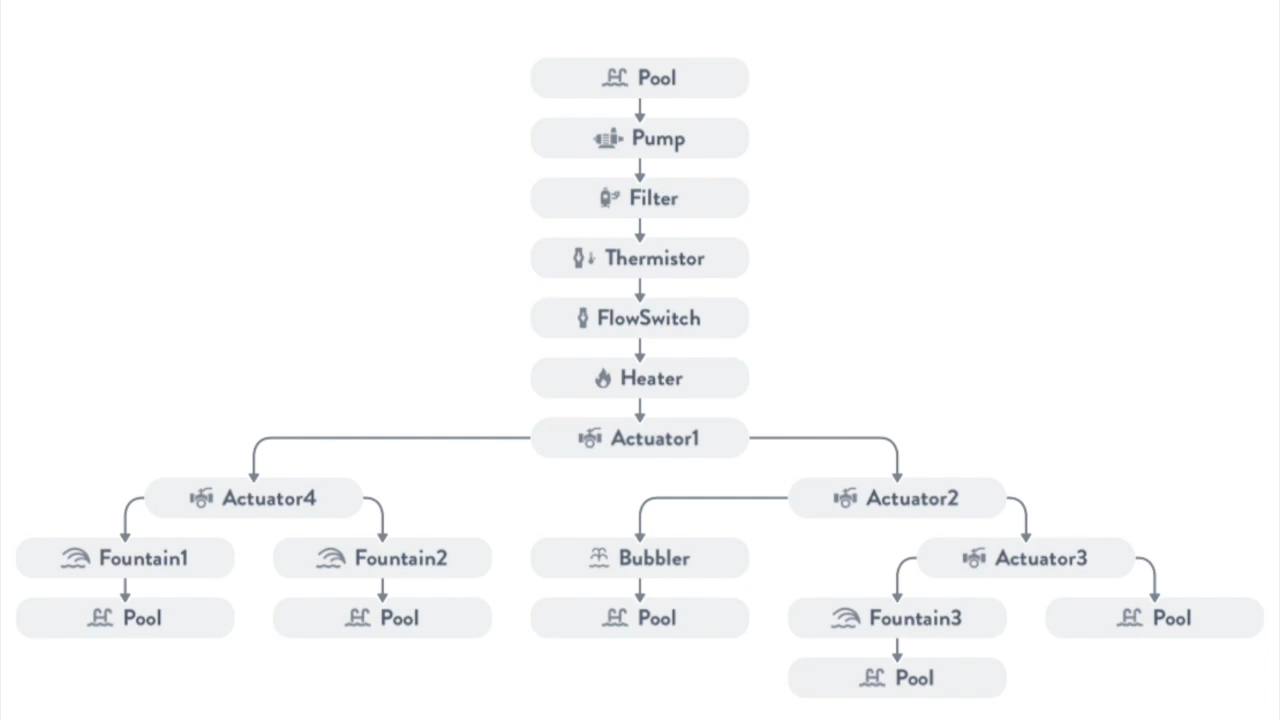 Pool
Pump
Filter
Thermistor
FlowSwitch
Heater
Actuator1
Actuator4
Actuator2
Fountain1
Fountain2
Bubbler
Actuator3
Pool
Pool
Pool
Fountain3
Pool
Pool